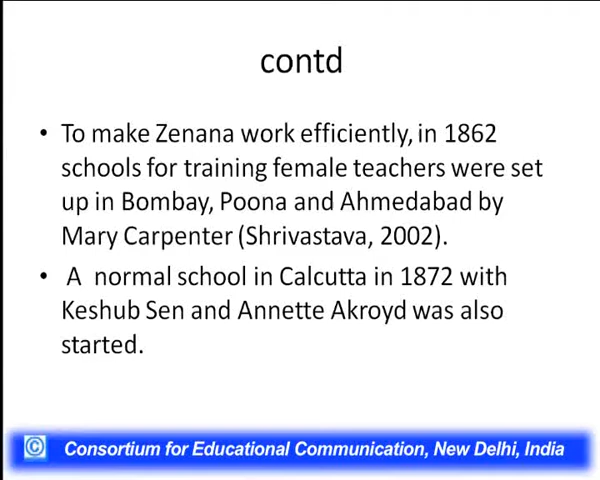 contd
• To make Zenana work efficiently, in 1862
schools for training female teachers were set
up in Bombay, Poona and Ahmedabad by
Mary Carpenter (Shrivastava, 2002).
• A normal school in Calcutta in 1872 with
Keshub Sen and Annette Akroyd was also
started.
© Consortium for Educational Communication, New Delhi, India